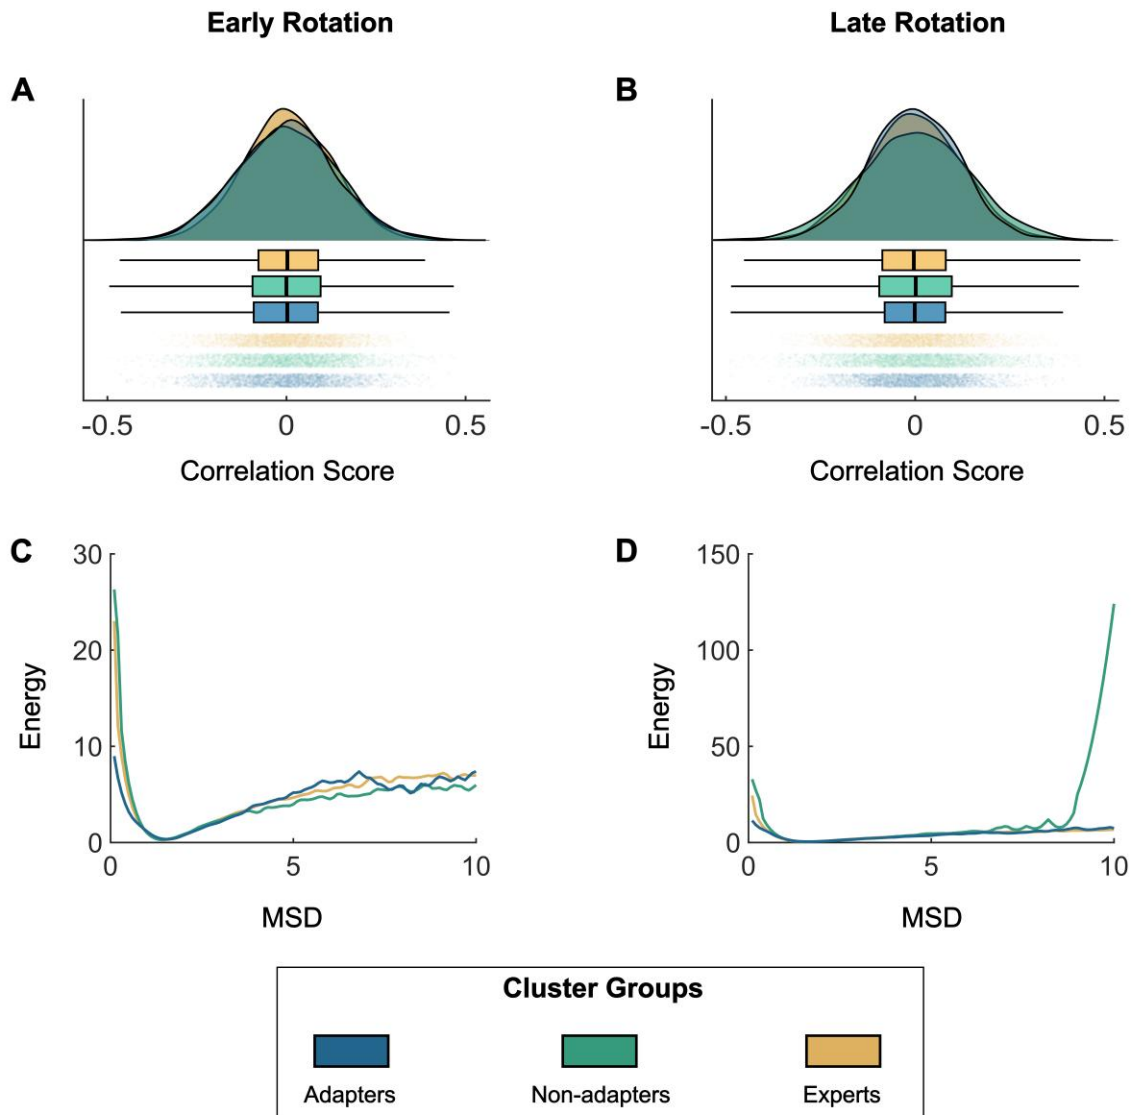 Early Rotation
Late Rotation
A
B
-0.5 0 0.5
-0.5 0 0.5
Correlation Score
Correlation Score
C
D
30
20
10
0
Energy
0 5 10
MSD
150
100
50
0
Energy
0 5 10
MSD
Cluster Groups
Adapters Non-adapters Experts